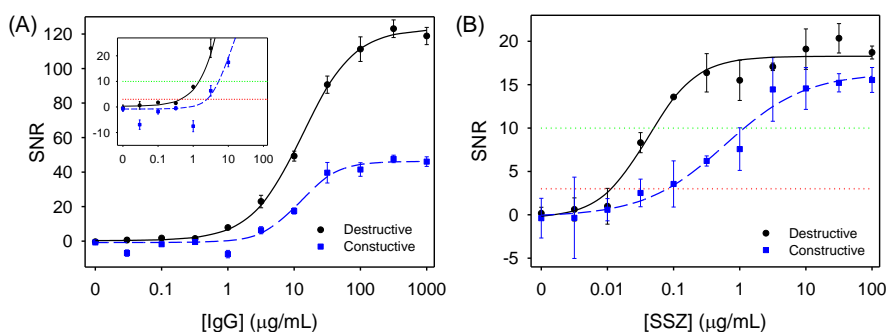 (A)
SNR
120
100
80
60
40
20
0
20
10
0
-10
0 0.1 1 10 100
Destructive
Constuctive
0 0.1 1 10 100 1000
[IgG] (μg/mL)
(B)
SNR
20
15
10
5
0
-5
Destructive
Constructive
0 0.01 0.1 1 10 100
[SSZ] (μg/mL)